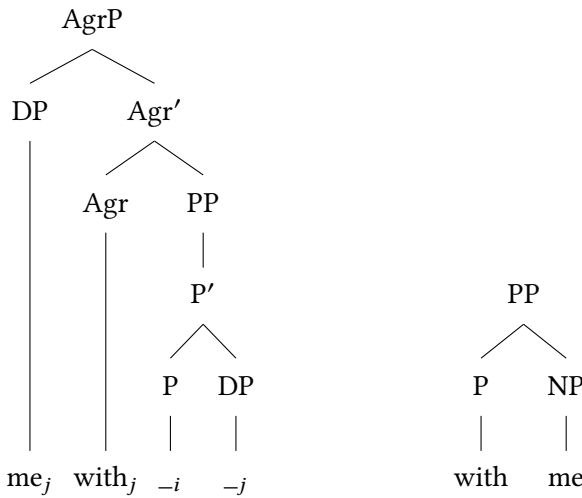 AgrP
DP Agr′
Agr PP
P′ PP
P DP P NP
me_j with_j _i _j with me